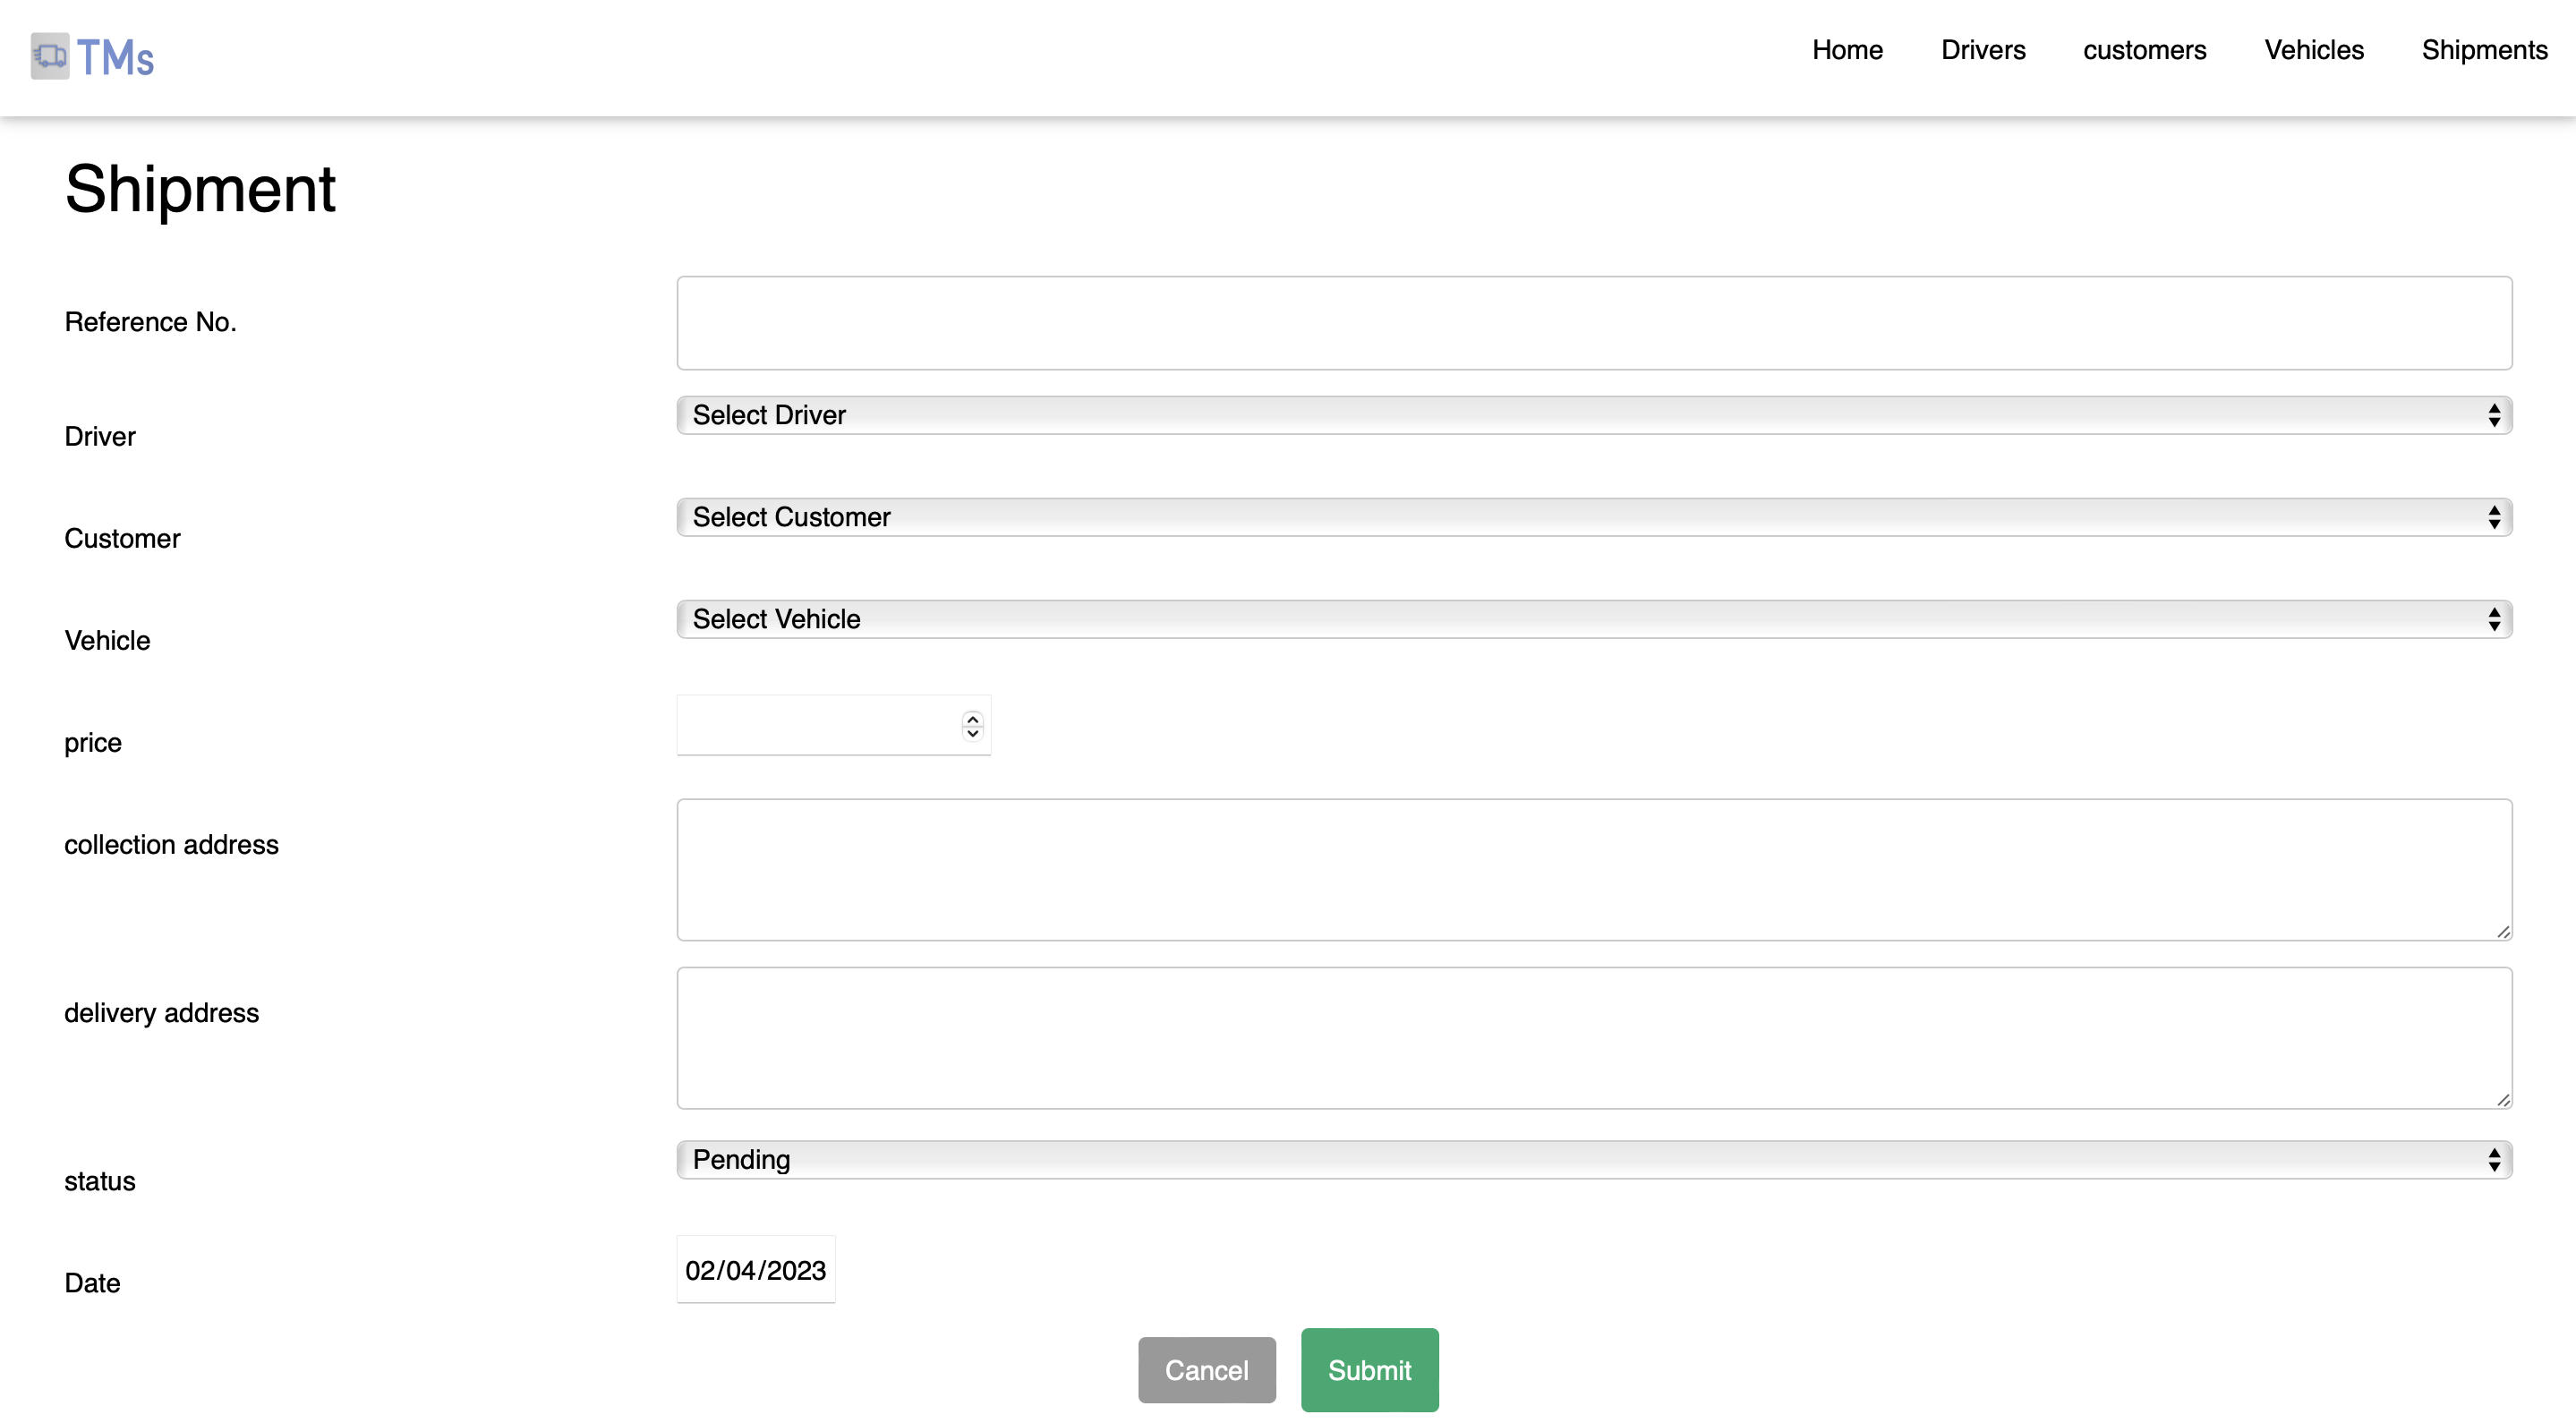 TMs
Home Drivers customers Vehicles Shipments
Shipment
Reference No.
Driver Select Driver
Customer Select Customer
Vehicle Select Vehicle
price
collection address
delivery address
status Pending
Date 02/04/2023
Cancel Submit